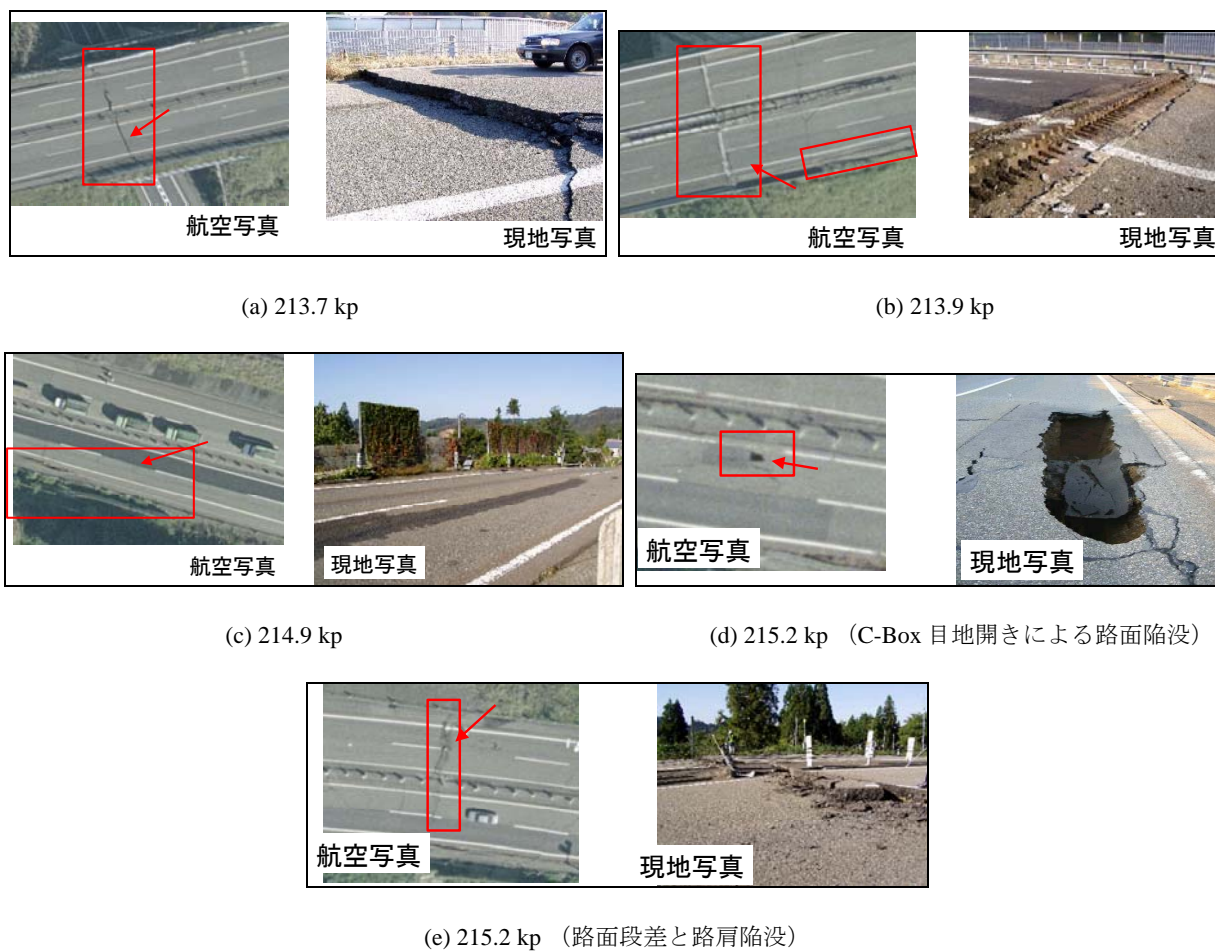 航空写真
現地写真
航空写真
現地写真
(a) 213.7 kp
(b) 213.9 kp
航空写真
現地写真
航空写真
現地写真
(c) 214.9 kp
(d) 215.2 kp （C-Box 目地開きによる路面陥没）
航空写真
現地写真
(e) 215.2 kp （路面段差と路肩陥没）